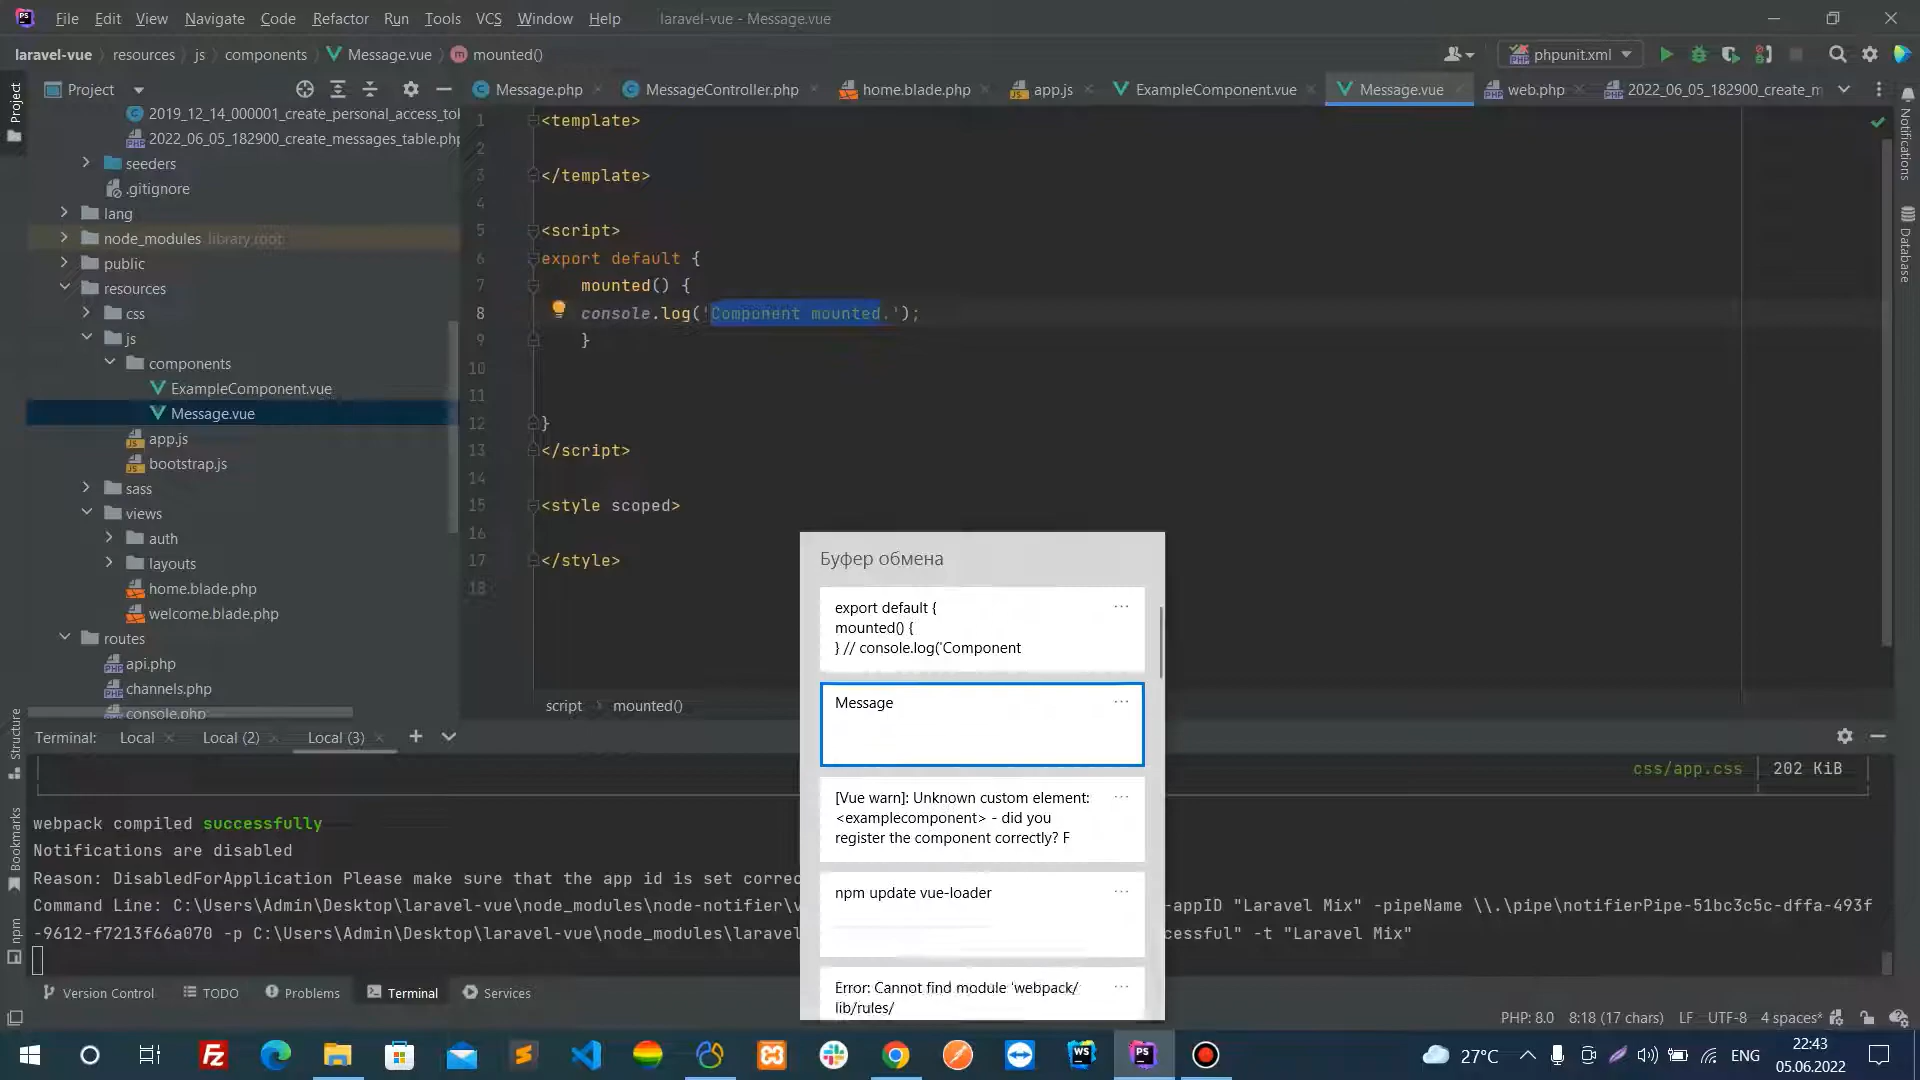 File Edit View Navigate Code Refactor Run Tools VCS Window Help laravel-vue - Message.vue
laravel-vue resources js components Message.vue mounted()
phpunit.xml
Project
Message.php MessageController.php home.blade.php app.js ExampleComponent.vue Message.vue web.php 2022_06_05_182900_create_m
Project
2019_12_14_000001_create_personal_access_tok
2022_06_05_182900_create_messages_table.php
seeders
.gitignore
lang
node_modules library root
public
resources
css
js
components
ExampleComponent.vue
Message.vue
app.js
bootstrap.js
sass
views
auth
layouts
home.blade.php
welcome.blade.php
routes
api.php
channels.php
console.php
1 <template>
2
3 </template>
4
5 <script>
6 export default {
7 mounted() {
8 console.log('Component mounted.');
9 }
10
11
12 }
13 </script>
14
15 <style scoped>
16
17 </style>
18
script mounted()
Notifications
Database
Structure
Bookmarks
npm
Буфер обмена
export default {
mounted() {
} // console.log('Component
Message
[Vue warn]: Unknown custom element:
<examplecomponent> - did you
register the component correctly? F
npm update vue-loader
Error: Cannot find module 'webpack/
lib/rules/
Terminal: Local Local (2) Local (3)
css/app.css 202 KiB
webpack compiled successfully
Notifications are disabled
Reason: DisabledForApplication Please make sure that the app id is set correc
Command Line: C:\Users\Admin\Desktop\laravel-vue\node_modules\node-notifier\v -appID "Laravel Mix" -pipeName \\.\pipe\notifierPipe-51bc3c5c-dffa-493f
-9612-f7213f66a070 -p C:\Users\Admin\Desktop\laravel-vue\node_modules\laravel cessful" -t "Laravel Mix"
Version Control TODO Problems Terminal Services
PHP: 8.0 8:18 (17 chars) LF UTF-8 4 spaces*
27°C ENG 22:43
05.06.2022